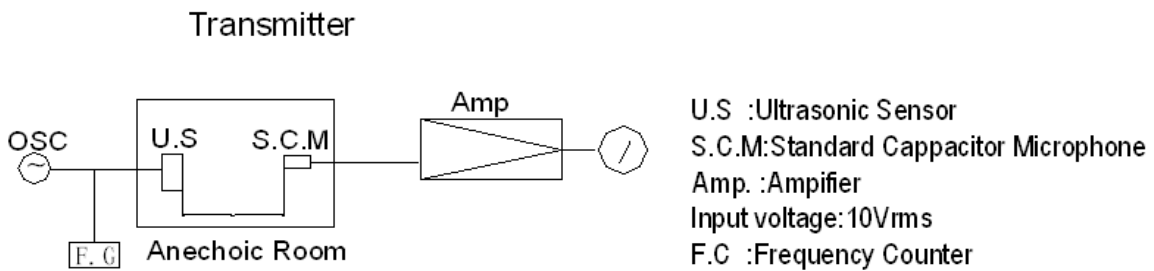 Transmitter
OSC
U.S
S.C.M
Amp
F.G
Anechoic Room
U.S :Ultrasonic Sensor
S.C.M:Standard Cappacitor Microphone
Amp. :Ampifier
Input voltage:10Vrms
F.C :Frequency Counter